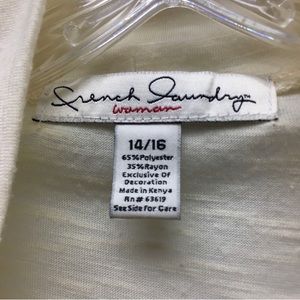 French Laundry™
woman
14/16
65%Polyester
35%Rayon
Exclusive Of
Decoration
Made in Kenya
Rn# 63619
See Side For Care